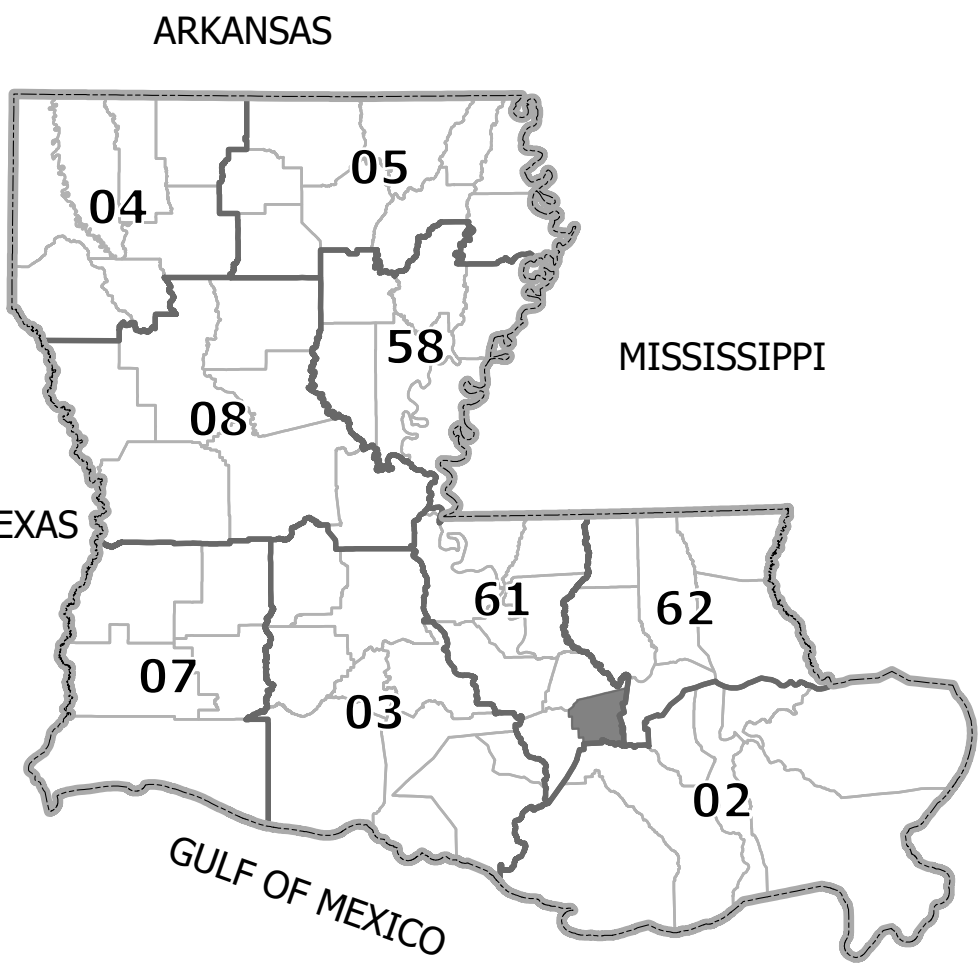 ARKANSAS
05
04
58
MISSISSIPPI
08
EXAS
61
62
07
03
02
GULF OF MEXICO